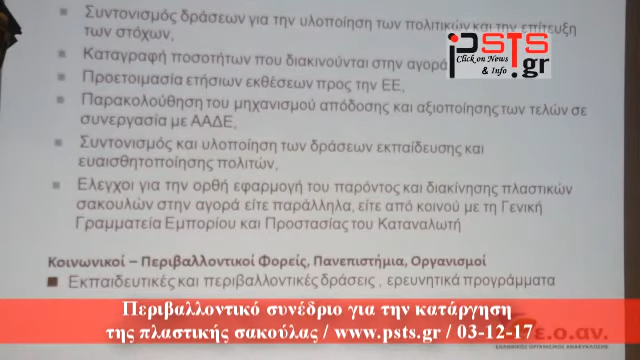 Συντονισμός δράσεων για την υλοποίηση των πολιτικών και την επίτευξη
των στόχων,
Καταγραφή ποσοτήτων που διακινούνται στην αγορά
Προετοιμασία ετήσιων εκθέσεων προς την ΕΕ,
Παρακολούθηση του μηχανισμού απόδοσης και αξιοποίησης των τελών σε
συνεργασία με ΑΑΔΕ,
Συντονισμός και υλοποίηση των δράσεων εκπαίδευσης και
ευαισθητοποίησης πολιτών,
Ελεγχοι για την ορθή εφαρμογή του παρόντος και διακίνησης πλαστικών
σακουλών στην αγορά είτε παράλληλα, είτε από κοινού με τη Γενική
Γραμματεία Εμπορίου και Προστασίας του Καταναλωτή
Κοινωνικοί – Περιβαλλοντικοί Φορείς, Πανεπιστήμια, Οργανισμοί
Εκπαιδευτικές και περιβαλλοντικές δράσεις , ερευνητικά προγράμματα
psts
Click on News
& Info
.gr
Περιβαλλοντικό συνέδριο για την κατάργηση
της πλαστικής σακούλας / www.psts.gr / 03-12-17
ε.ο.αν.
ΕΛΛΗΝΙΚΟΣ ΟΡΓΑΝΙΣΜΟΣ ΑΝΑΚΥΚΛΩΣΗΣ